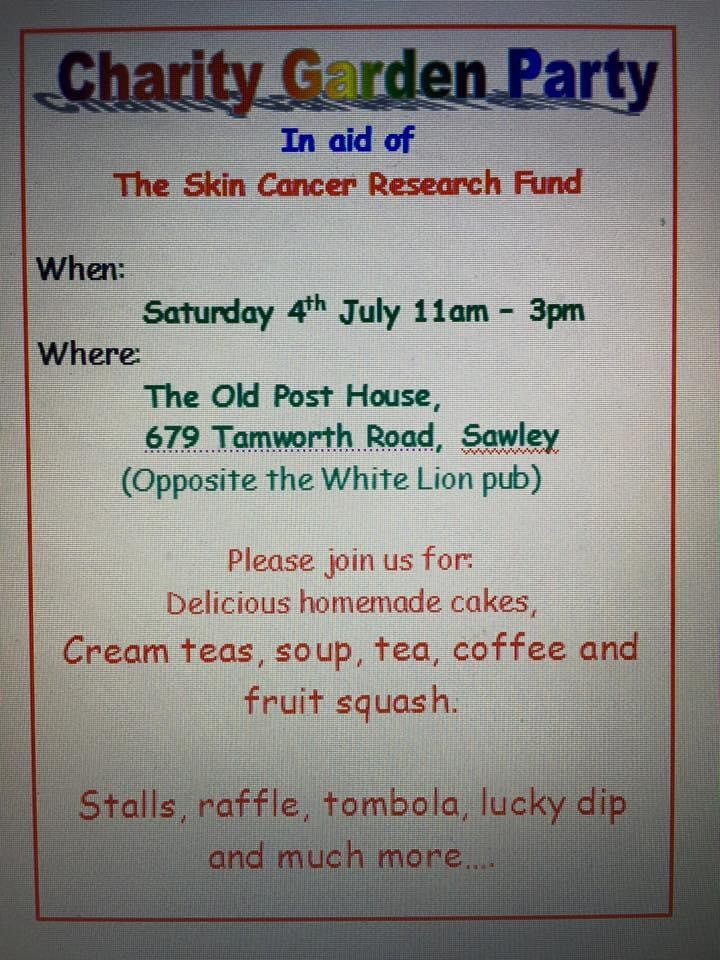 Charity Garden Party
In aid of
The Skin Cancer Research Fund
When:
Saturday 4th July 11am – 3pm
Where:
The Old Post House,
679 Tamworth Road, Sawley
(Opposite the White Lion pub)
Please join us for:
Delicious homemade cakes,
Cream teas, soup, tea, coffee and
fruit squash.
Stalls, raffle, tombola, lucky dip
and much more....